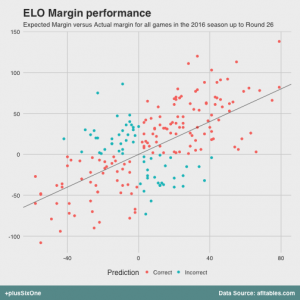 ELO Margin performance
Expected Margin versus Actual margin for all games in the 2016 season up to Round 26
150
100
50
0
-50
-100
-40
0
40
80
Prediction
Correct
Incorrect
+plusSixOne
Data Source: afltables.com